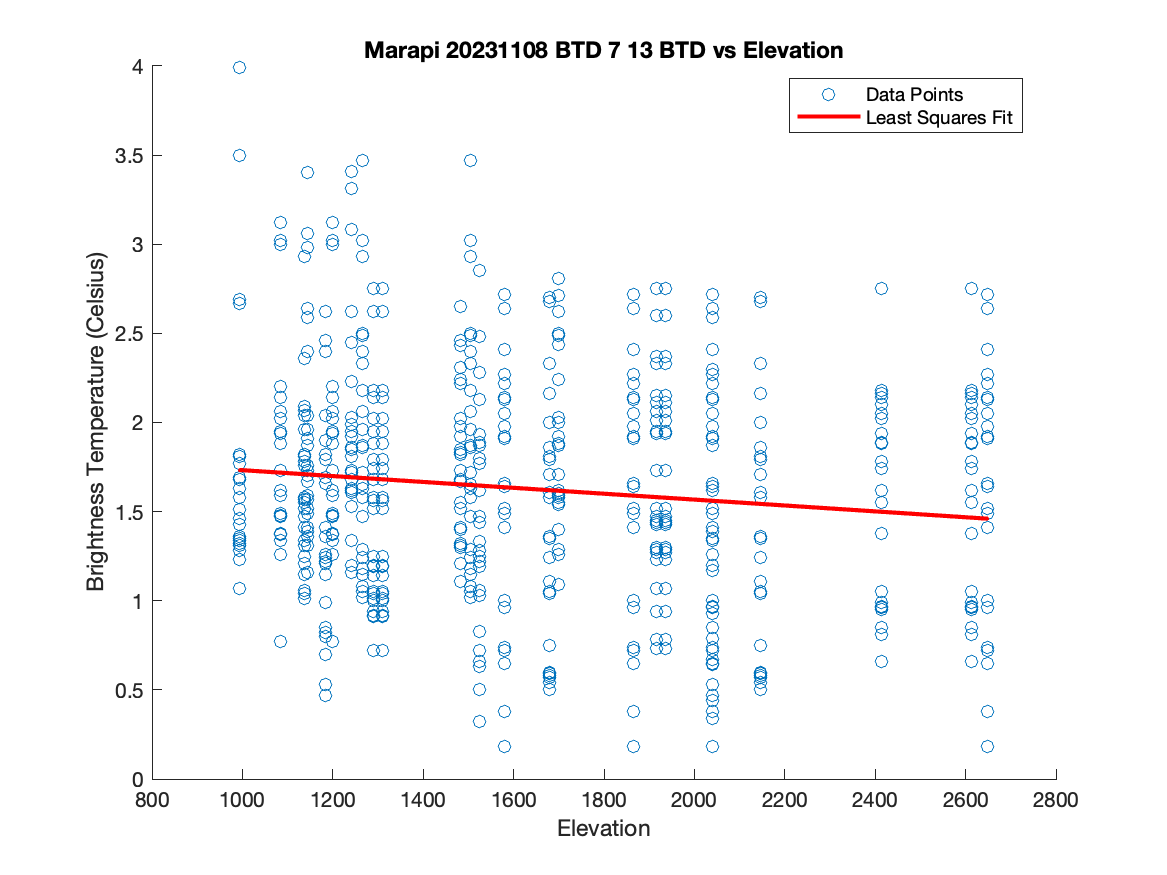 Marapi 20231108 BTD 7 13 BTD vs Elevation
Data Points
Least Squares Fit
Brightness Temperature (Celsius)
4
3.5
3
2.5
2
1.5
1
0.5
0
800 1000 1200 1400 1600 1800 2000 2200 2400 2600 2800
Elevation